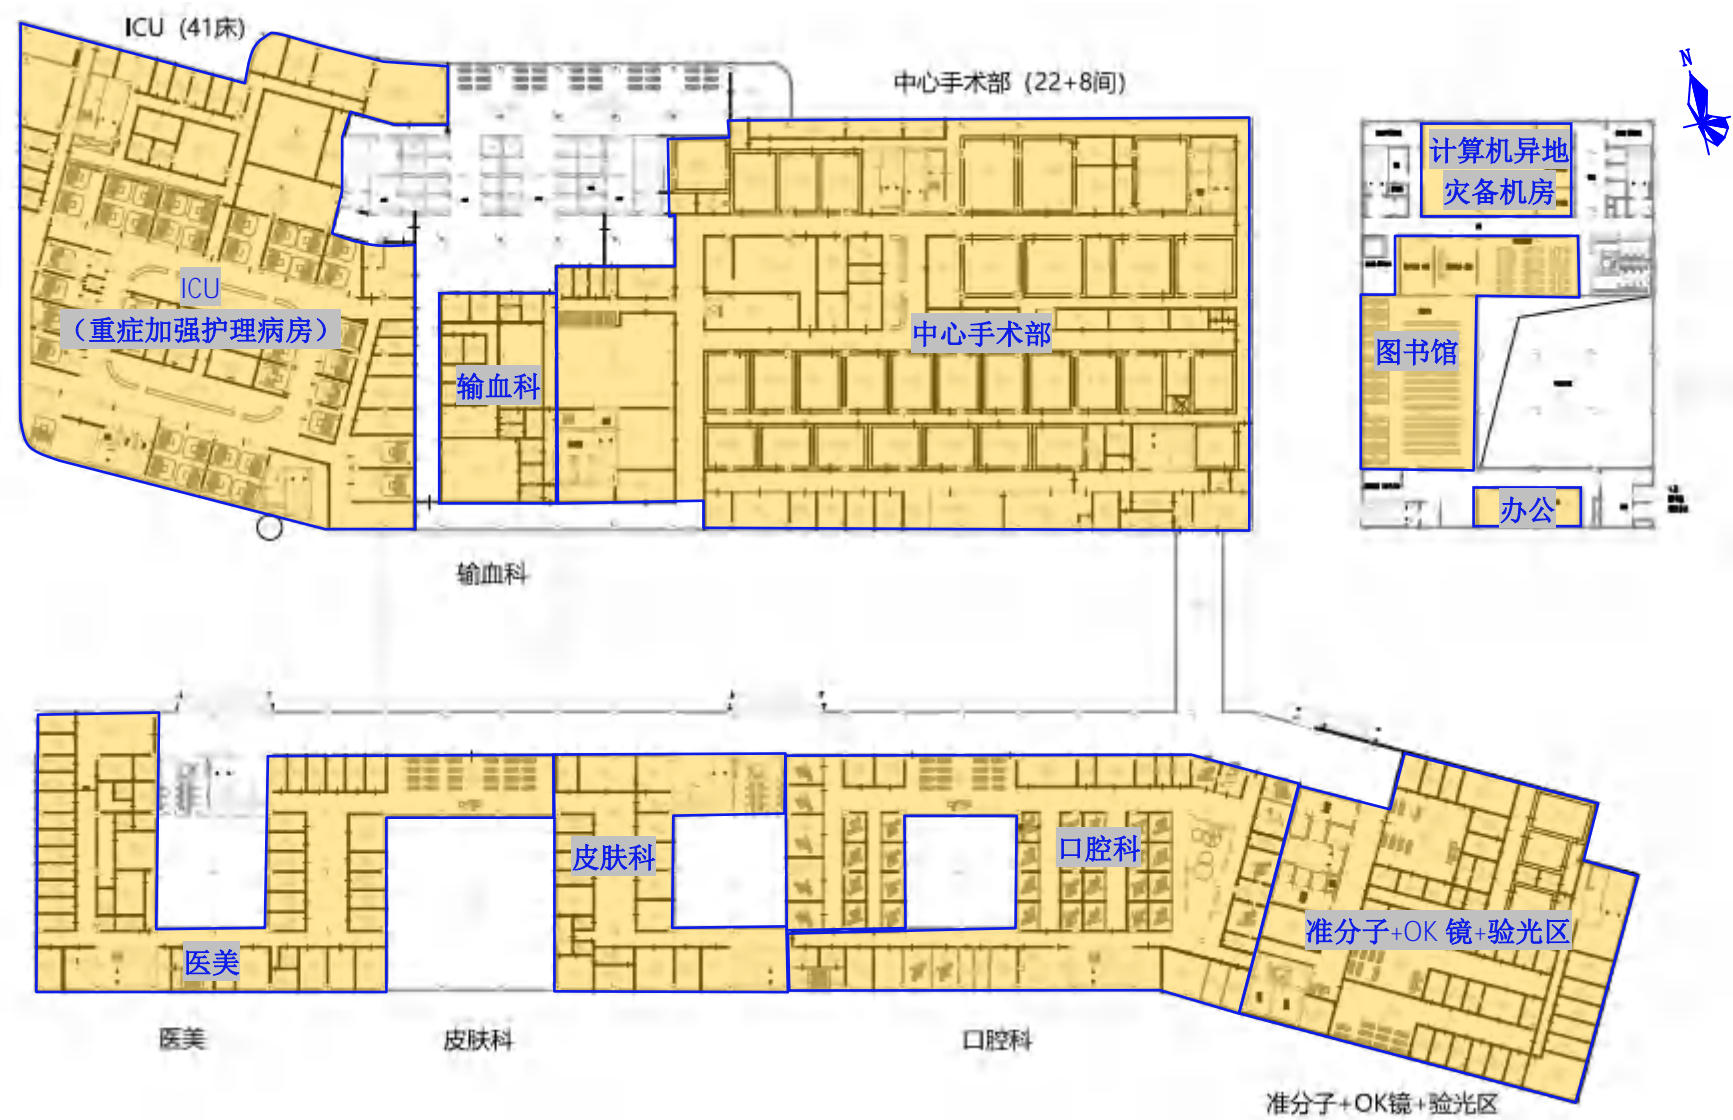 ICU（41床）
中心手术部（22+8间）
N
计算机异地
灾备机房
ICU
（重症加强护理病房）
中心手术部
输血科
图书馆
办公
输血科
皮肤科
口腔科
准分子+OK 镜+验光区
医美
医美
皮肤科
口腔科
准分子+OK镜+验光区